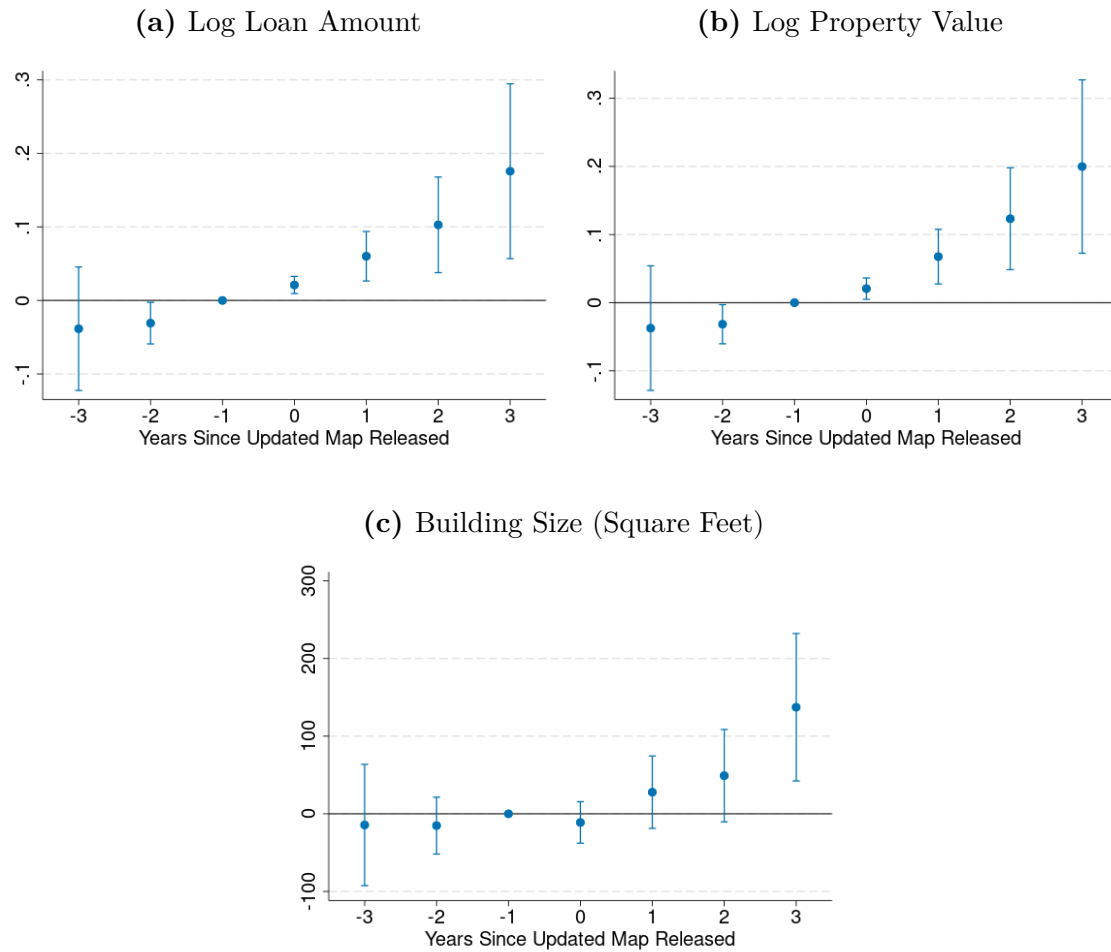 (a) Log Loan Amount
.3
.2
.1
0
-.1
-3 -2 -1 0 1 2 3
Years Since Updated Map Released
(b) Log Property Value
.3
.2
.1
0
-.1
-3 -2 -1 0 1 2 3
Years Since Updated Map Released
(c) Building Size (Square Feet)
300
200
100
0
-100
-3 -2 -1 0 1 2 3
Years Since Updated Map Released